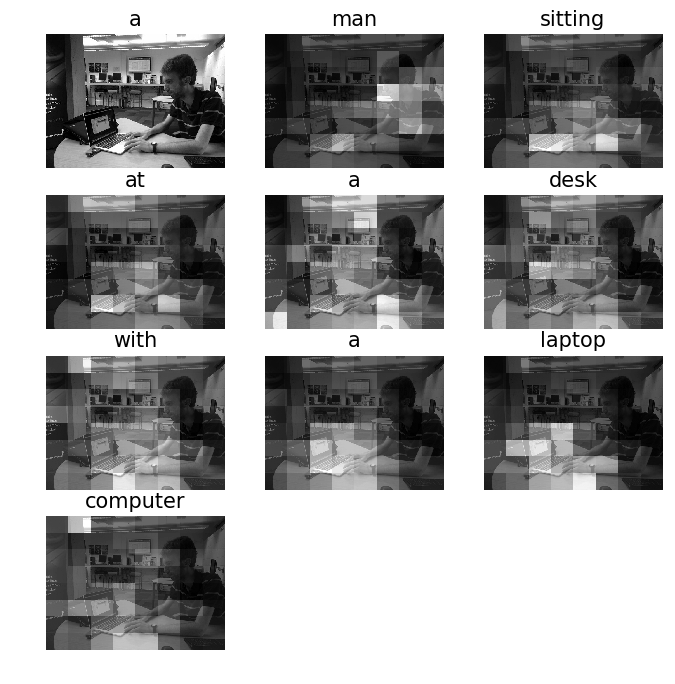 a man sitting
at a desk
with a laptop
computer